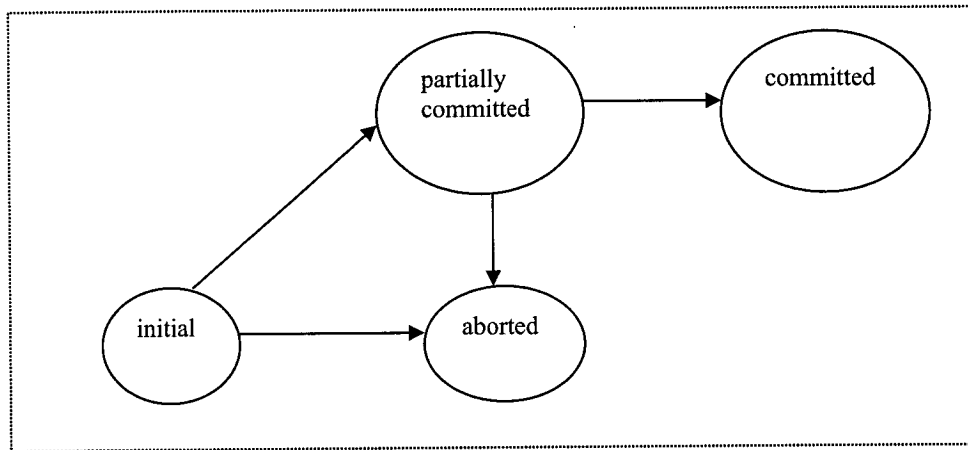 partially
committed
committed
initial
aborted